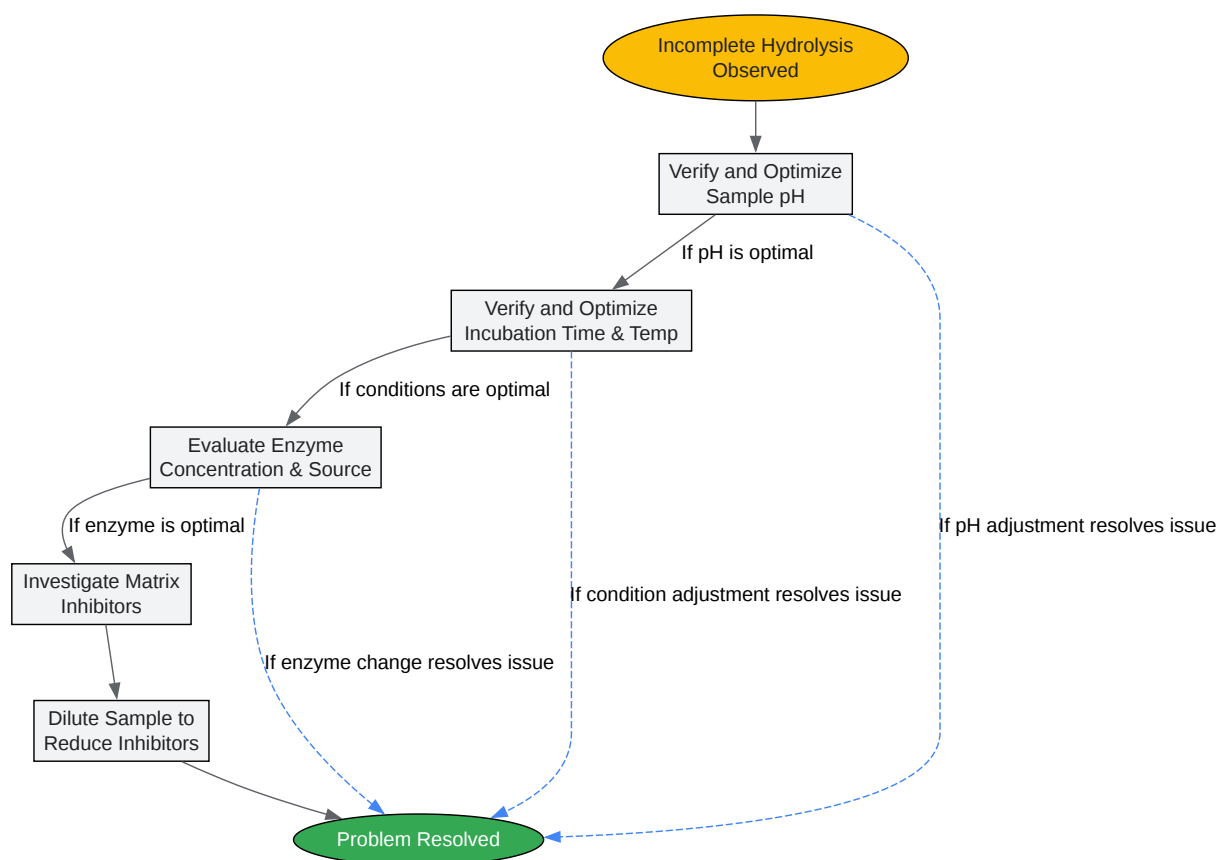 Incomplete Hydrolysis
Observed
Verify and Optimize
Sample pH
If pH is optimal
Verify and Optimize
Incubation Time & Temp
If conditions are optimal
Evaluate Enzyme
Concentration & Source
If enzyme is optimal
If pH adjustment resolves issue
Investigate Matrix
Inhibitors
If condition adjustment resolves issue
If enzyme change resolves issue
Dilute Sample to
Reduce Inhibitors
Problem Resolved